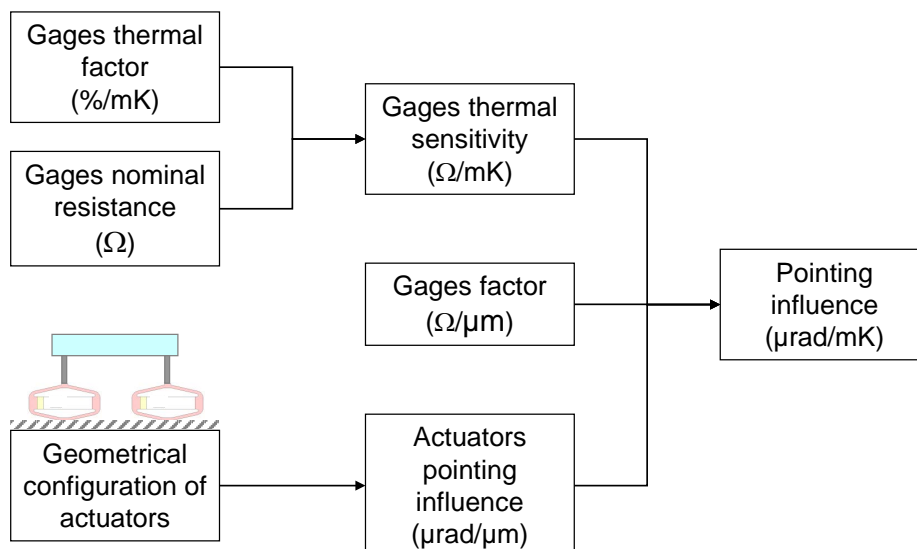 Gages thermal
factor
(%/mK)
Gages nominal
resistance
(Ω)
Gages thermal
sensitivity
(Ω/mK)
Gages factor
(Ω/µm)
Pointing
influence
(µrad/mK)
Geometrical
configuration of
actuators
Actuators
pointing
influence
(µrad/µm)